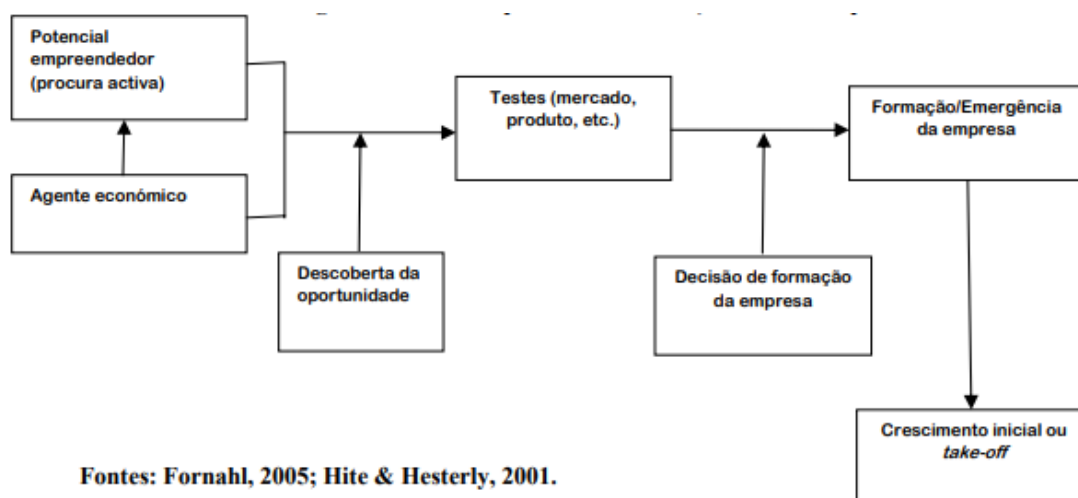 Potencial
empreendedor
(procura activa)
Agente económico
Descoberta da
oportunidade
Testes (mercado,
produto, etc.)
Decisão de formação
da empresa
Formação/Emergência
da empresa
Crescimento inicial ou
take-off
Fontes: Fornahl, 2005; Hite & Hesterly, 2001.